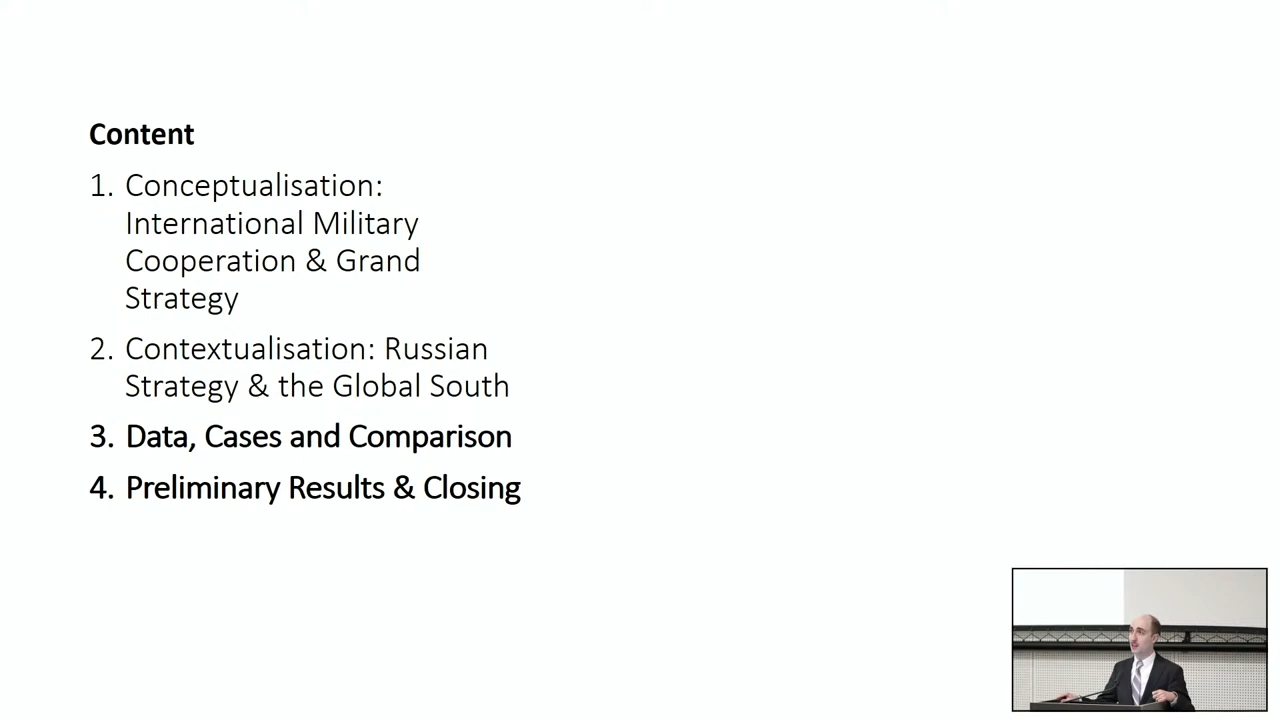 Content
1. Conceptualisation:
International Military
Cooperation & Grand
Strategy
2. Contextualisation: Russian
Strategy & the Global South
3. Data, Cases and Comparison
4. Preliminary Results & Closing